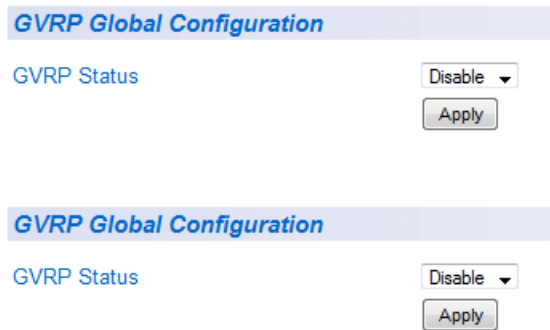 GVRP Global Configuration
GVRP Status Disable
Apply
GVRP Global Configuration
GVRP Status Disable
Apply